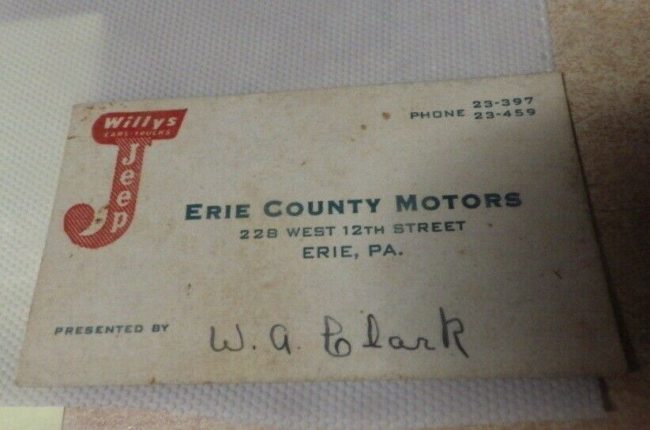 Willys
CARS·TRUCKS
Jeep
PHONE 23-397
23-459
ERIE COUNTY MOTORS
228 WEST 12TH STREET
ERIE, PA.
PRESENTED BY W. A. Clark